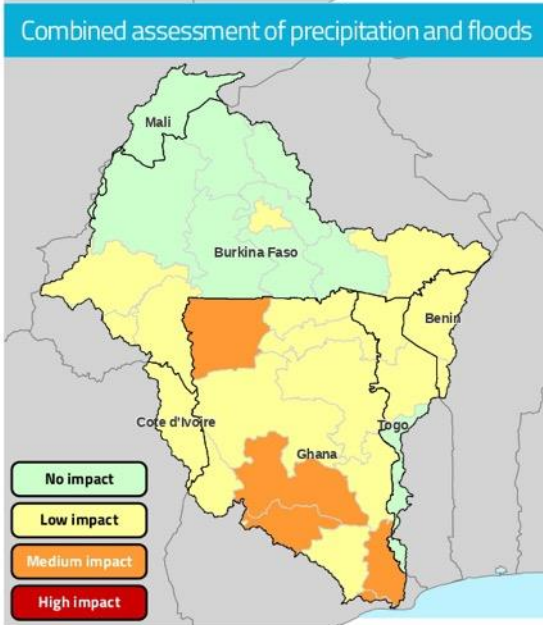 Combined assessment of precipitation and floods
Mali
Burkina Faso
Benin
Cote d'Ivoire
Togo
Ghana
No impact
Low impact
Medium impact
High impact